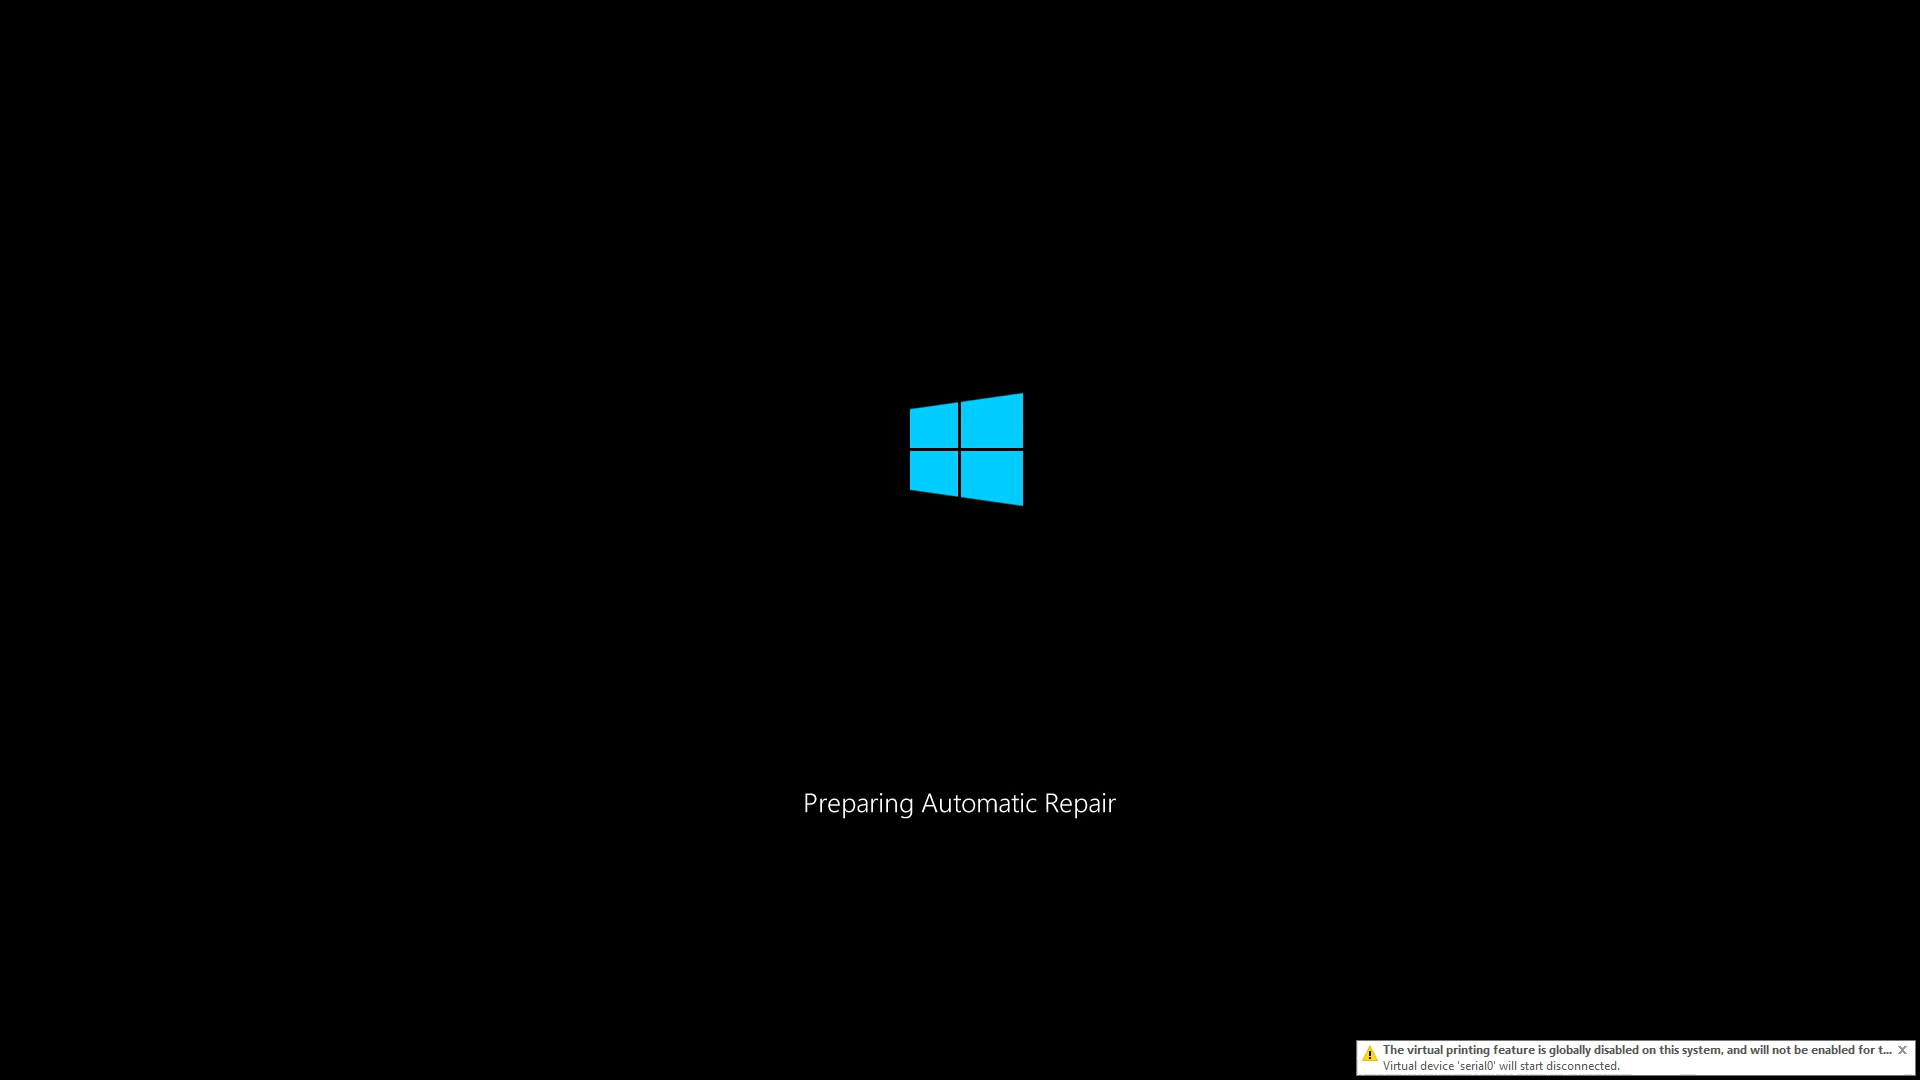 Preparing Automatic Repair
The virtual printing feature is globally disabled on this system, and will not be enabled for t...
Virtual device 'serial0' will start disconnected.